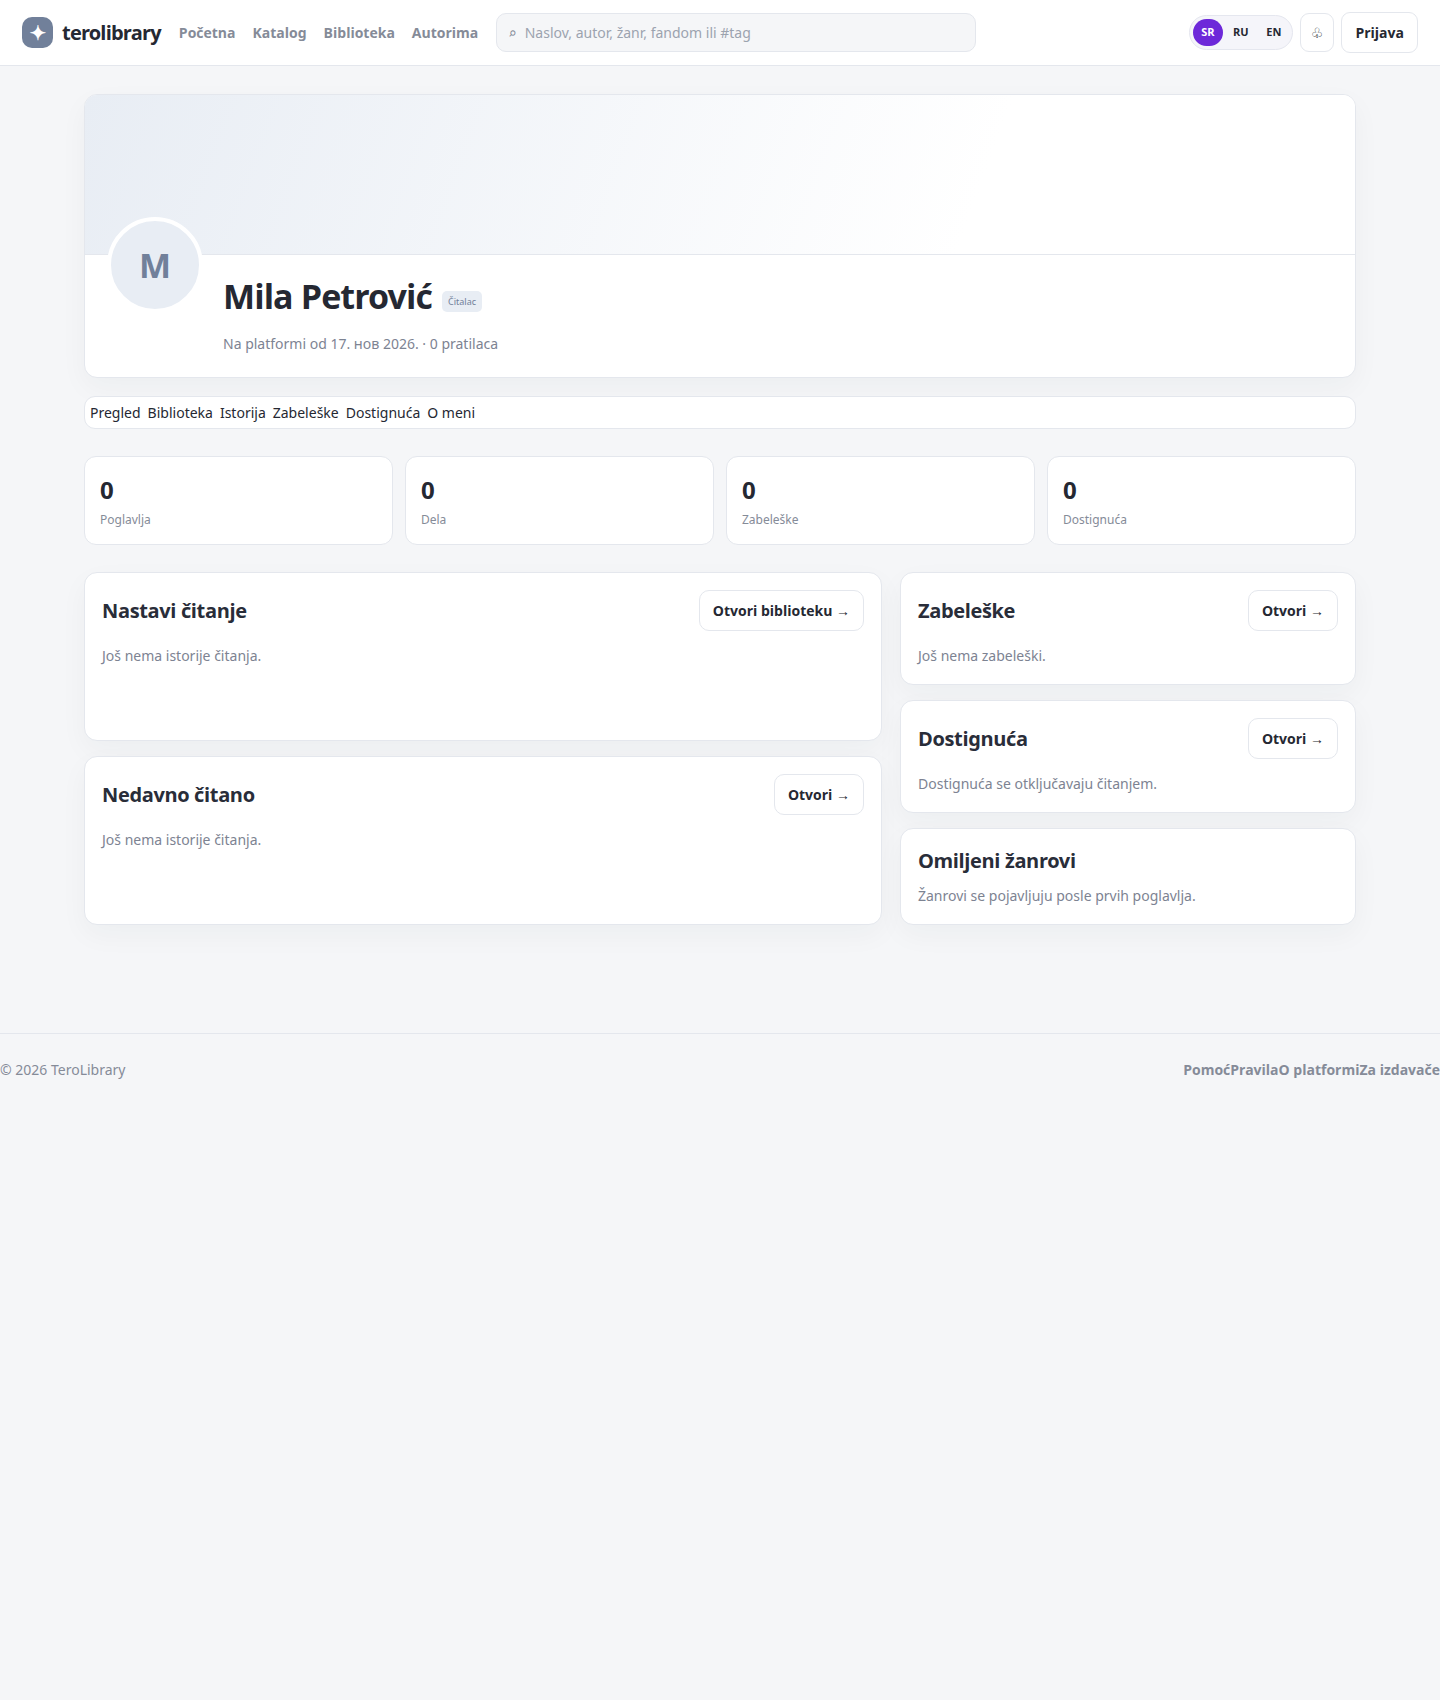 terolibrary Početna Katalog Biblioteka Autorima Naslov, autor, žanr, fandom ili #tag SR RU EN Prijava
M
Mila Petrović Čitalac
Na platformi od 17. нов 2026. · 0 pratilaca
Pregled Biblioteka Istorija Zabeleške Dostignuća O meni
0
Poglavlja
0
Dela
0
Zabeleške
0
Dostignuća
Nastavi čitanje Otvori biblioteku →
Još nema istorije čitanja.
Nedavno čitano Otvori →
Još nema istorije čitanja.
Zabeleške Otvori →
Još nema zabeleški.
Dostignuća Otvori →
Dostignuća se otključavaju čitanjem.
Omiljeni žanrovi
Žanrovi se pojavljuju posle prvih poglavlja.
© 2026 TeroLibrary PomoćPravilaO platformiZa izdavače